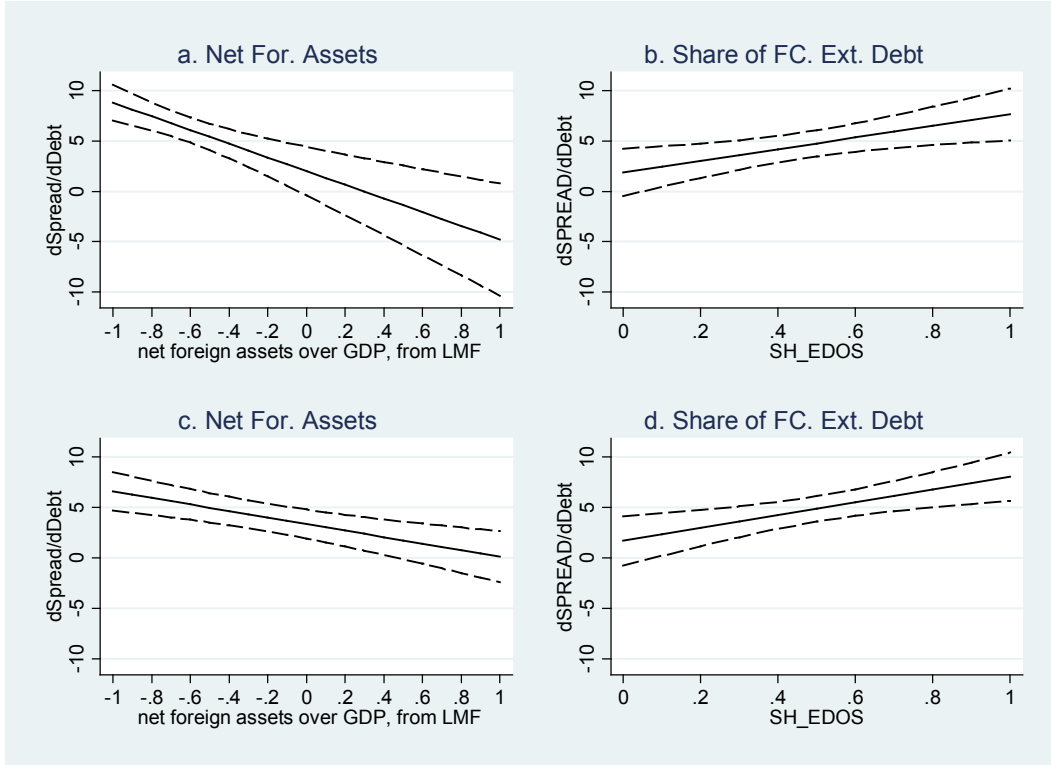 a. Net For. Assets
dSpread/dDebt
10
5
0
-5
-10
-1 -.8 -.6 -.4 -.2 0 .2 .4 .6 .8 1
net foreign assets over GDP, from LMF
b. Share of FC. Ext. Debt
dSPREAD/dDebt
10
5
0
-5
-10
0 .2 .4 .6 .8 1
SH_EDOS
c. Net For. Assets
dSpread/dDebt
10
5
0
-5
-10
-1 -.8 -.6 -.4 -.2 0 .2 .4 .6 .8 1
net foreign assets over GDP, from LMF
d. Share of FC. Ext. Debt
dSPREAD/dDebt
10
5
0
-5
-10
0 .2 .4 .6 .8 1
SH_EDOS